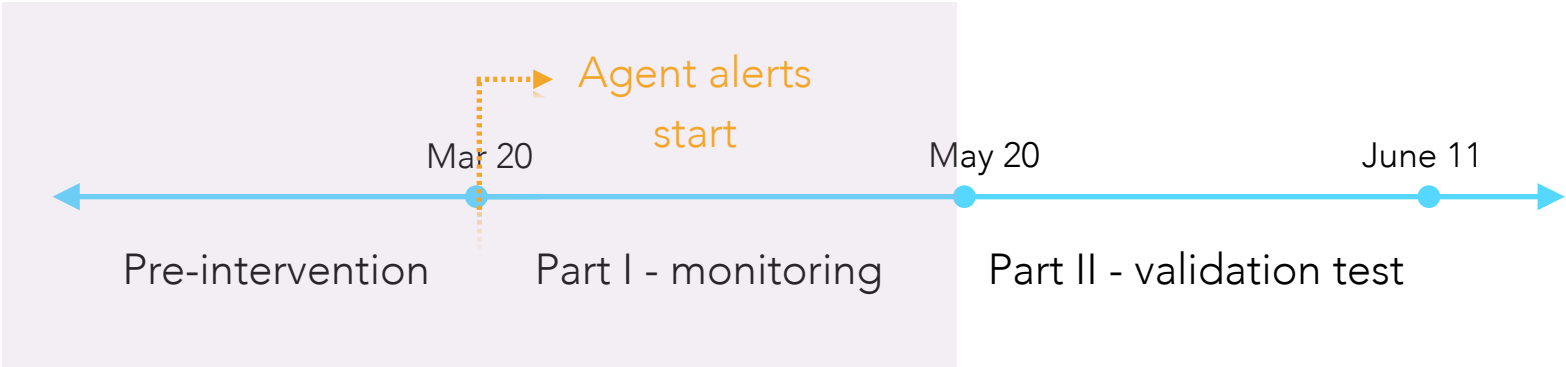 Agent alerts
start
Mar 20
May 20
June 11
Pre-intervention
Part I - monitoring
Part II - validation test